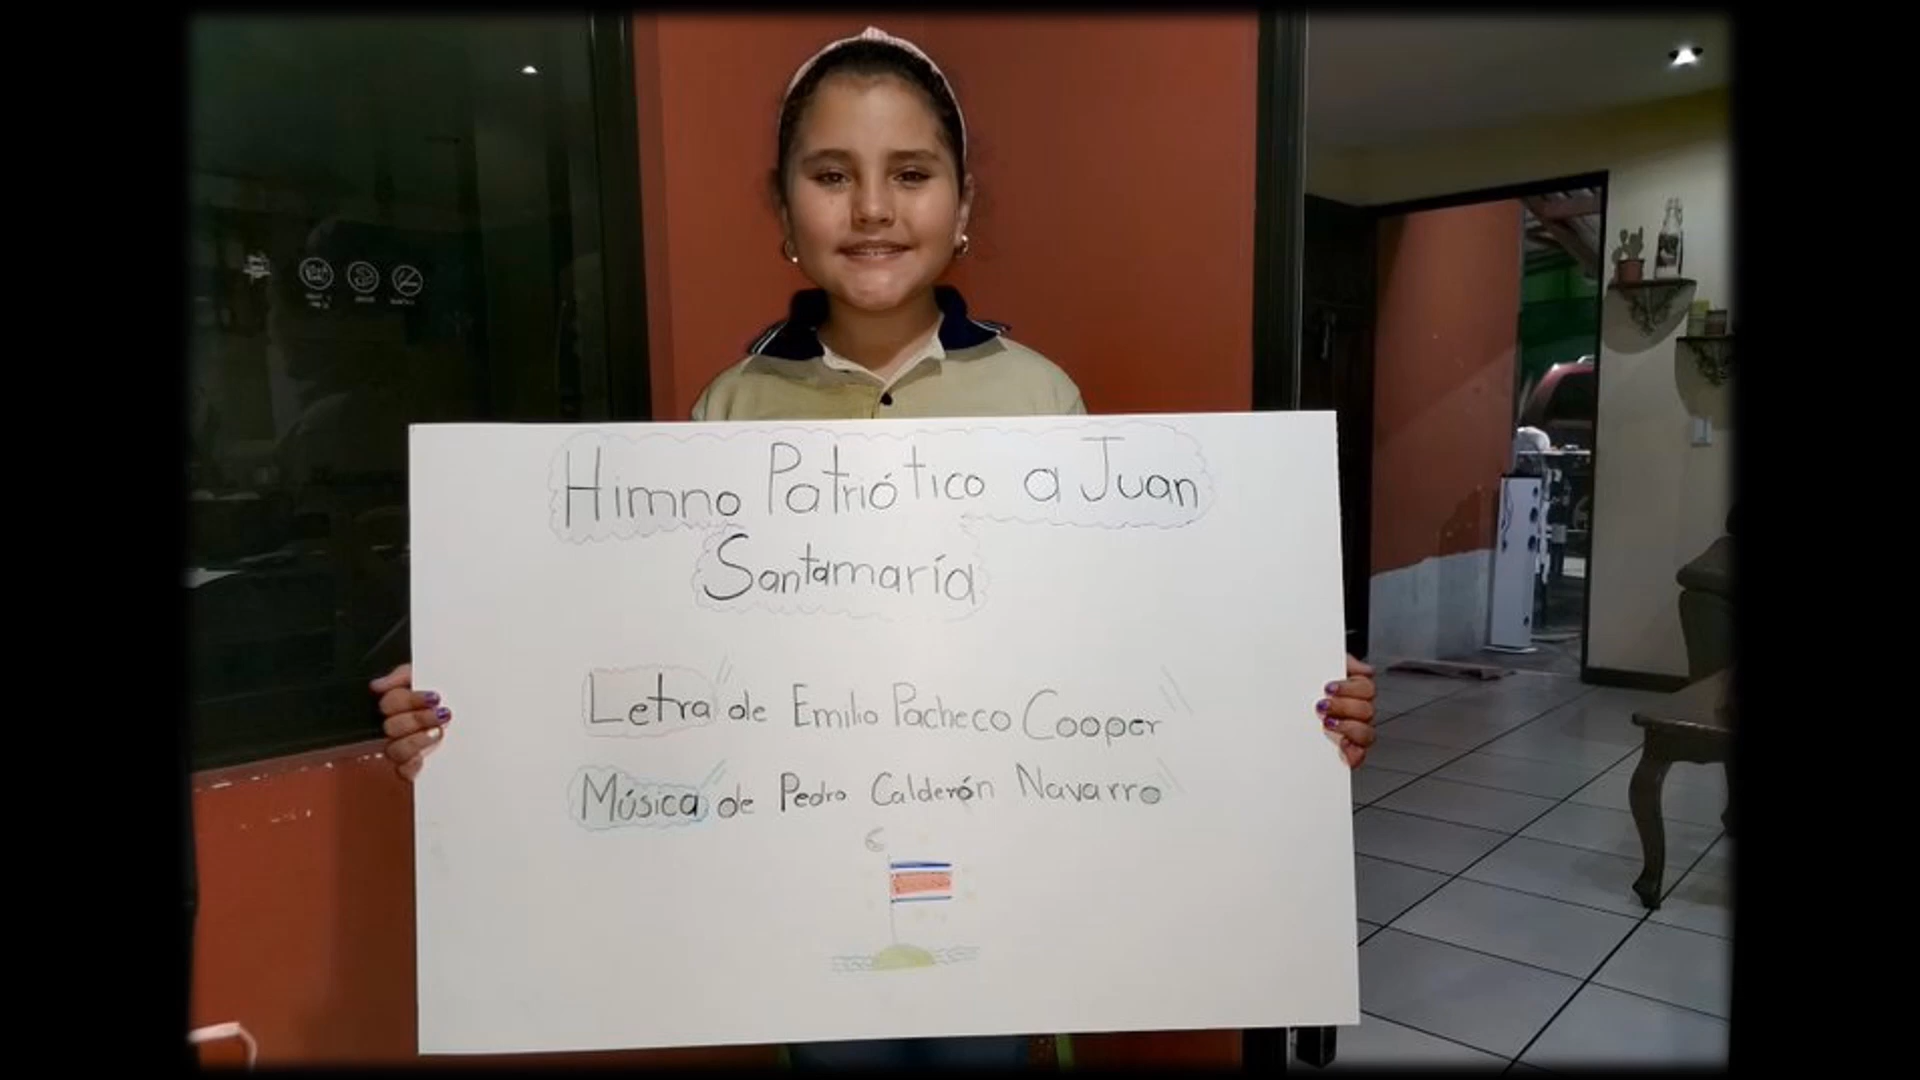 Himno Patriótico a Juan
Santamaría
Letra de Emilio Pacheco Cooper
Música de Pedro Calderón Navarro